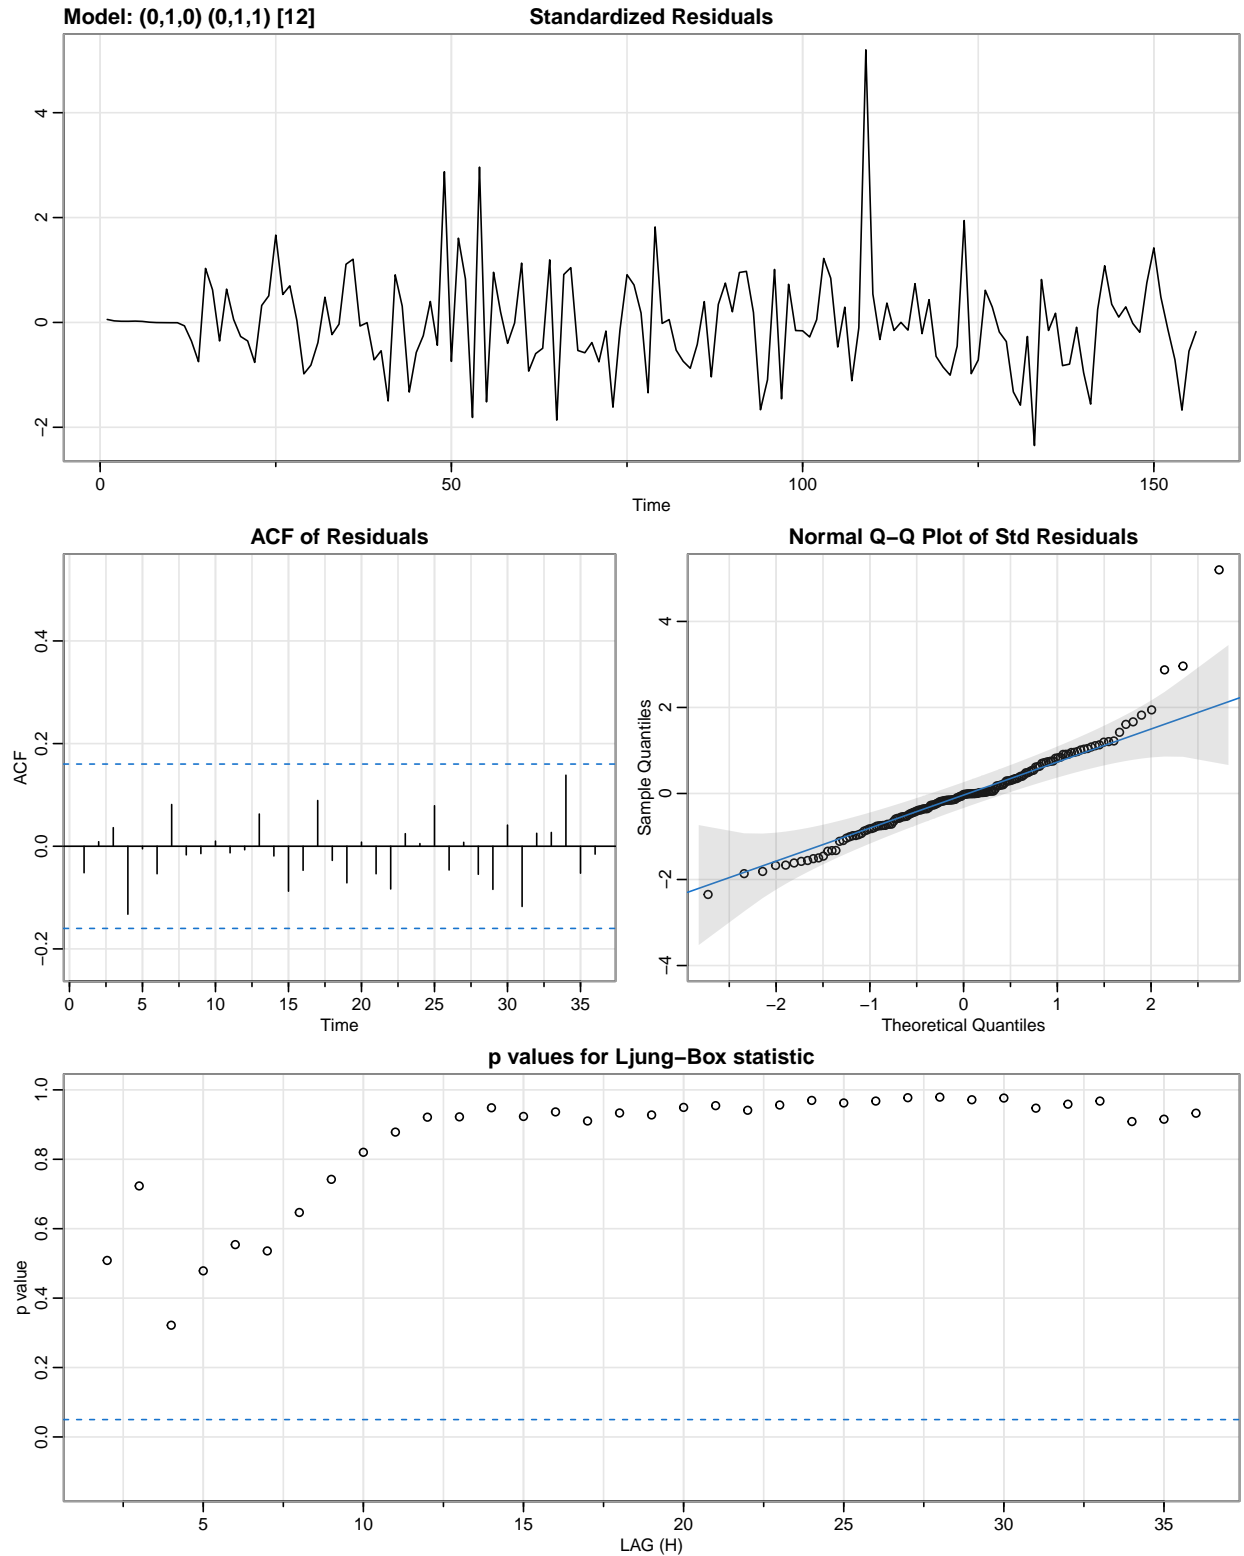 Model: (0,1,0) (0,1,1) [12]
Standardized Residuals
4
2
0
−2
0 50 100 150
Time
ACF of Residuals
ACF
0.4
0.2
0.0
−0.2
0 5 10 15 20 25 30 35
Time
Normal Q−Q Plot of Std Residuals
Sample Quantiles
4
2
0
−2
−4
−2 −1 0 1 2
Theoretical Quantiles
p values for Ljung−Box statistic
p value
1.0
0.8
0.6
0.4
0.2
0.0
5 10 15 20 25 30 35
LAG (H)